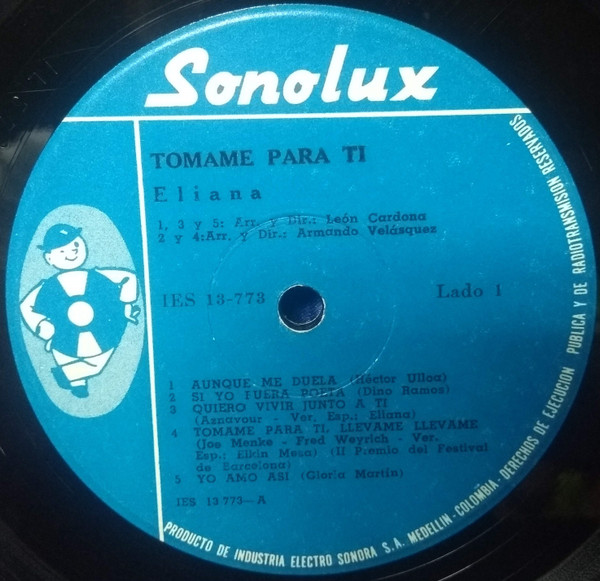 Sonolux
TOMAME PARA TI
Eliana
1, 3 y 5: Arr. y Dir.: León Cardona
2 y 4: Arr. y Dir.: Armando Velásquez
IES 13-773
Lado 1
1 AUNQUE ME DUELA (Héctor Ulloa)
2 SI YO FUERA POETA (Dino Ramos)
3 QUIERO VIVIR JUNTO A TI
(Aznavour - Ver. Esp.: Eliana)
4 TOMAME PARA TI, LLEVAME LLEVAME
(Joe Menke - Fred Weyrich - Ver.
Esp.: Elkin Mesa) (II Premio del Festival
de Barcelona)
5 YO AMO ASI (Gloria Martín)
IES 13 773-A
PRODUCTO DE INDUSTRIA ELECTRO SONORA S.A. MEDELLIN - COLOMBIA - DERECHOS DE EJECUCION PUBLICA Y DE RADIOTRANSMISION RESERVADOS